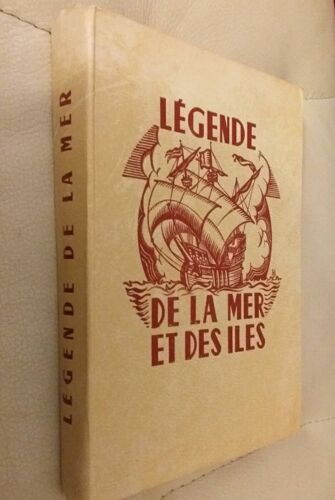 LÉGENDE
DE LA MER
ET DES ILES
LÉGENDE DE LA MER